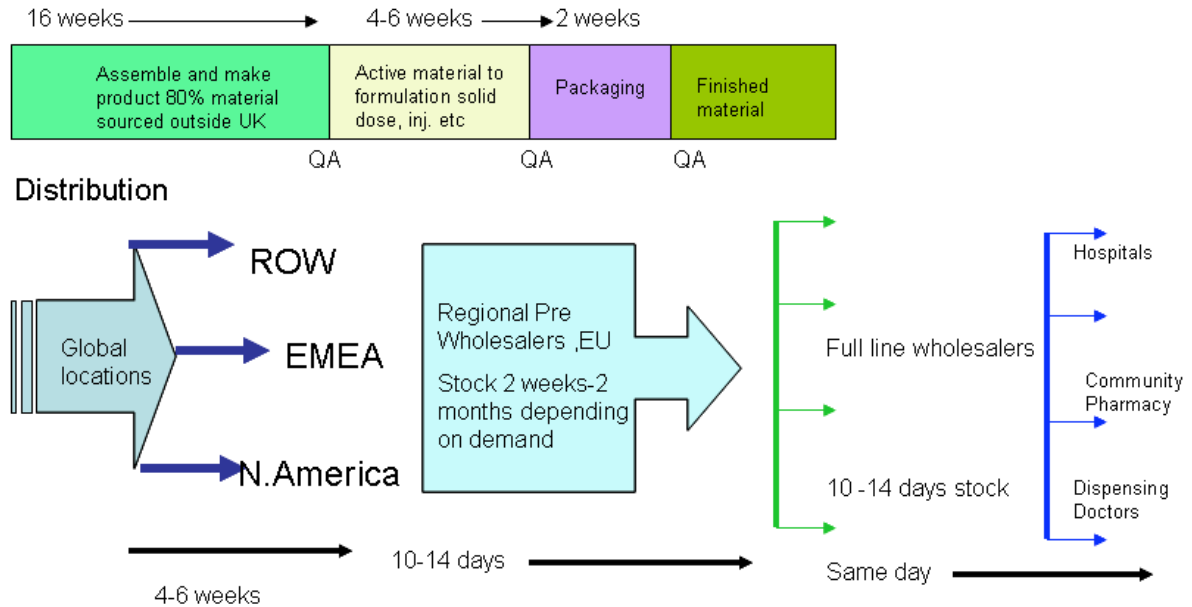 16 weeks
4-6 weeks
2 weeks
Assemble and make
product 80% material
sourced outside UK
Active material to
formulation solid
dose, inj. etc
Packaging
Finished
material
QA
QA
QA
Distribution
Global
locations
ROW
EMEA
N.America
Regional Pre
Wholesalers ,EU
Stock 2 weeks-2
months depending
on demand
Full line wholesalers
10 -14 days stock
Hospitals
Community
Pharmacy
Dispensing
Doctors
4-6 weeks
10-14 days
Same day